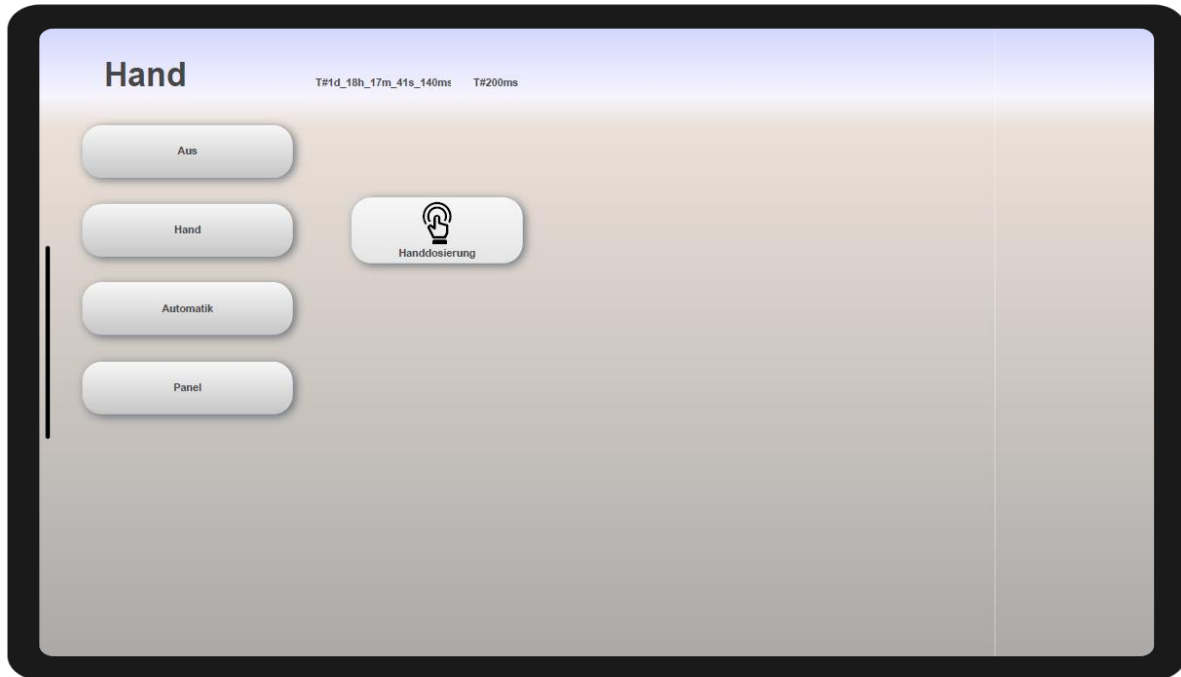 Hand
T#1d_18h_17m_41s_140ms T#200ms
Aus
Hand
Handdosierung
Automatik
Panel